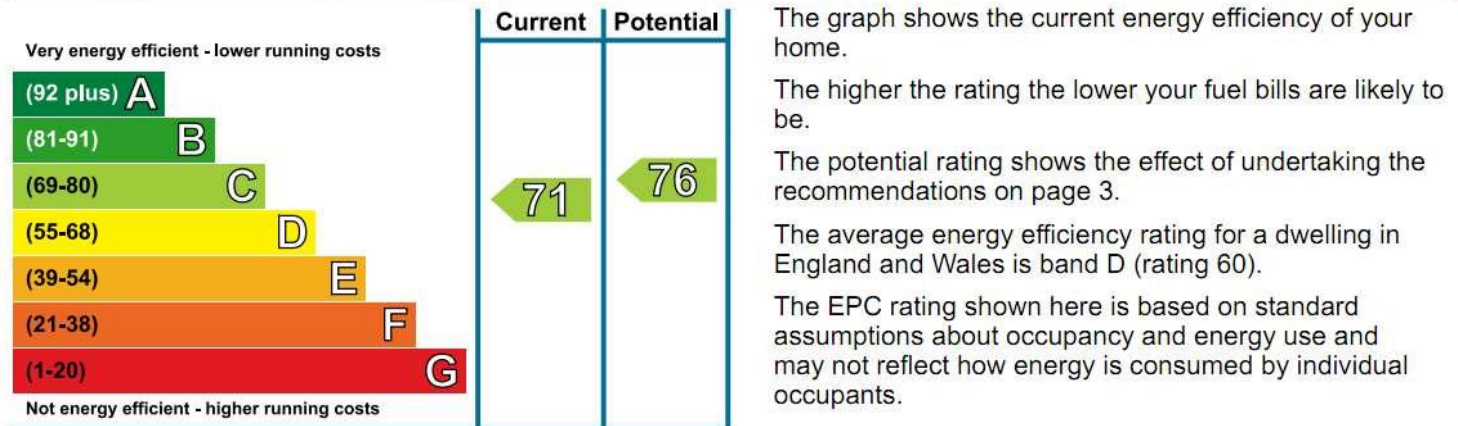 Current Potential
Very energy efficient - lower running costs
(92 plus) A
(81-91) B
(69-80) C
(55-68) D
(39-54) E
(21-38) F
(1-20) G
Not energy efficient - higher running costs
71
76
The graph shows the current energy efficiency of your
home.
The higher the rating the lower your fuel bills are likely to
be.
The potential rating shows the effect of undertaking the
recommendations on page 3.
The average energy efficiency rating for a dwelling in
England and Wales is band D (rating 60).
The EPC rating shown here is based on standard
assumptions about occupancy and energy use and
may not reflect how energy is consumed by individual
occupants.